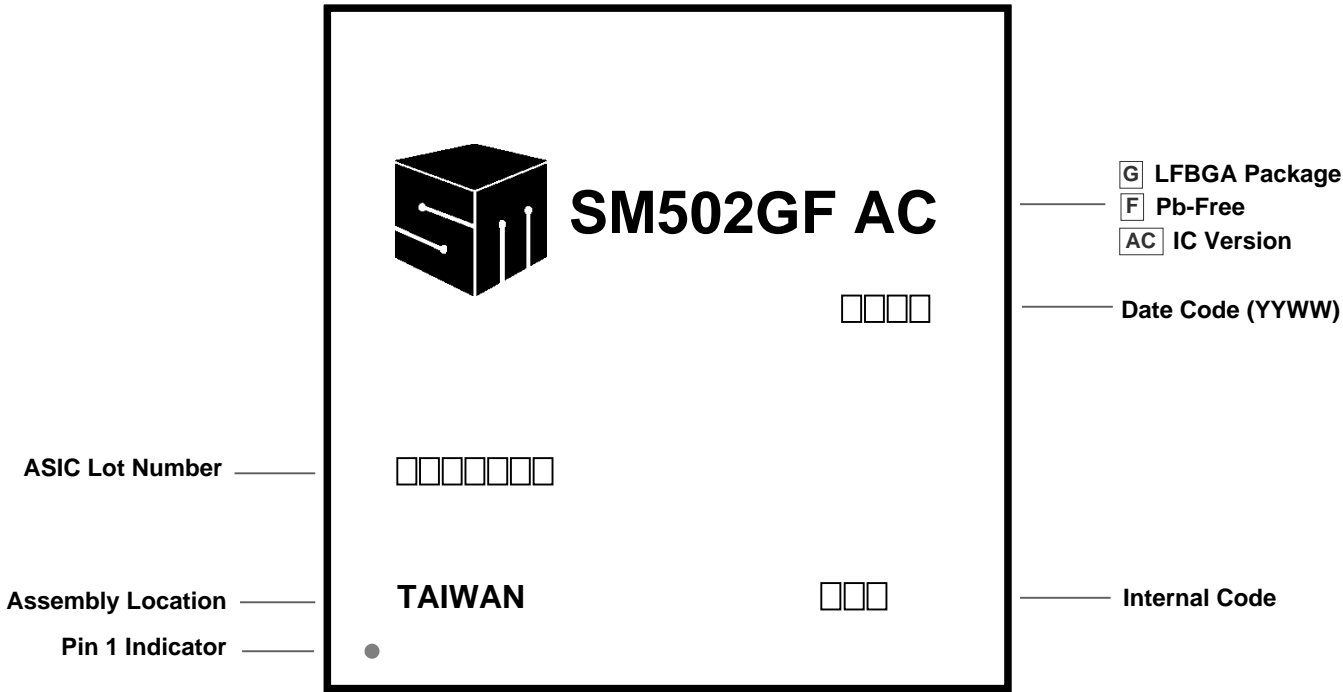 SM502GF AC
G LFBGA Package
F Pb-Free
AC IC Version
□□□□
Date Code (YYWW)
ASIC Lot Number
□□□□□□□
Assembly Location
TAIWAN
□□□
Internal Code
Pin 1 Indicator